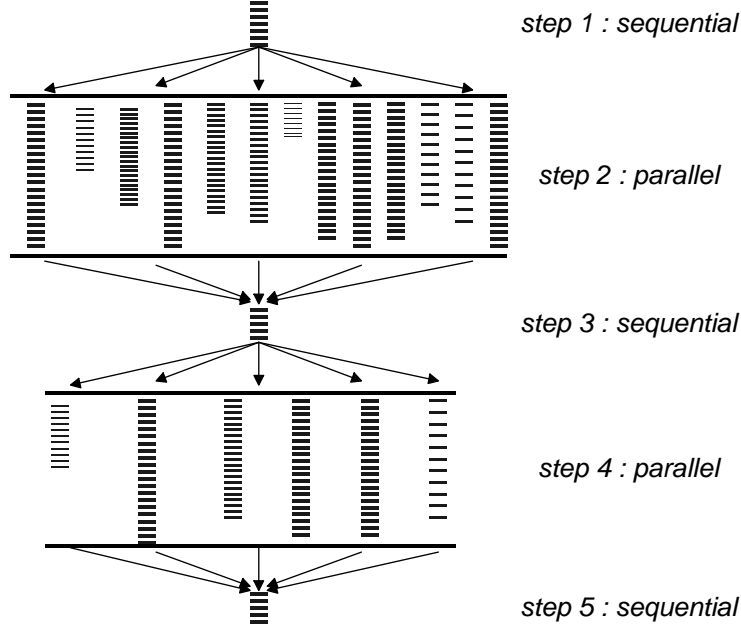 step 1 : sequential
step 2 : parallel
step 3 : sequential
step 4 : parallel
step 5 : sequential